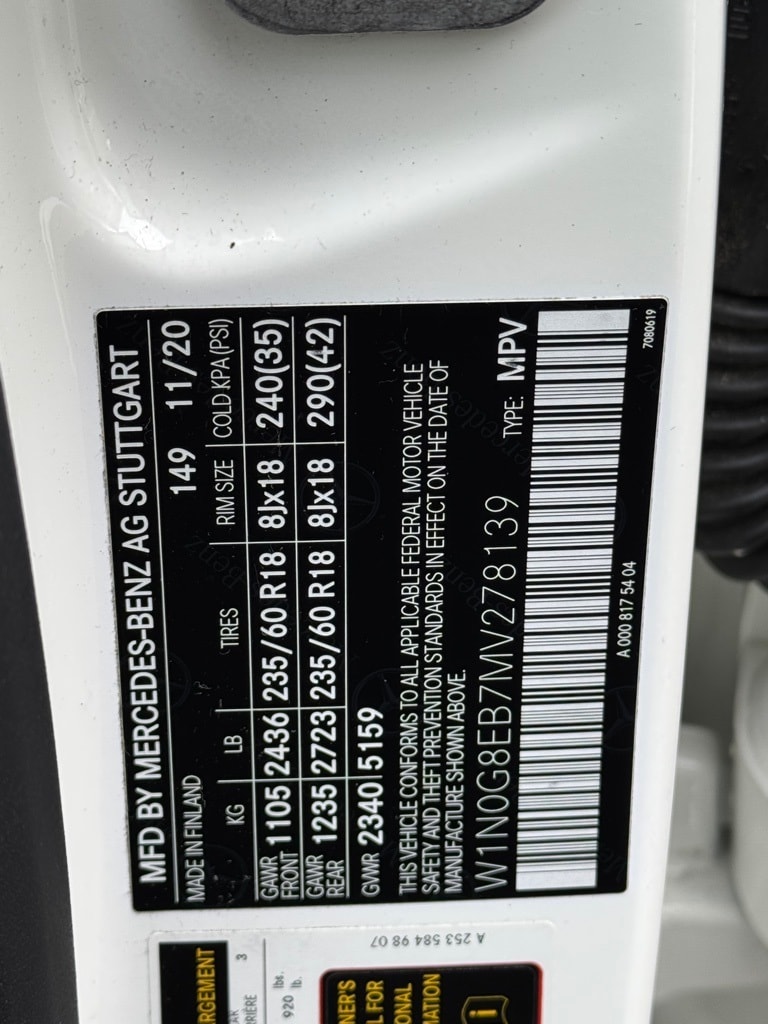 MFD BY MERCEDES-BENZ AG STUTTGART
MADE IN FINLAND 149 11/20
KG LB TIRES RIM SIZE COLD KPA(PSI)
GAWR FRONT 1105 2436 235/60 R18 8Jx18 240(35)
GAWR REAR 1235 2723 235/60 R18 8Jx18 290(42)
GVWR 2340 5159
THIS VEHICLE CONFORMS TO ALL APPLICABLE FEDERAL MOTOR VEHICLE
SAFETY AND THEFT PREVENTION STANDARDS IN EFFECT ON THE DATE OF
MANUFACTURE SHOWN ABOVE.
W1N0G8EB7MV278139 TYPE: MPV
A 000 817 54 04
7080619
A 253 584 98 07
3
lbs.
920 lb.